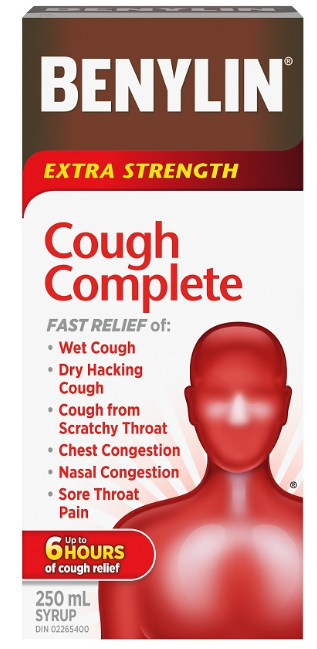 BENYLIN®
EXTRA STRENGTH
Cough
Complete
FAST RELIEF of:
• Wet Cough
• Dry Hacking
Cough
• Cough from
Scratchy Throat
• Chest Congestion
• Nasal Congestion
• Sore Throat
Pain
®
6 Up to
HOURS
of cough relief
250 mL
SYRUP
DIN 02265400